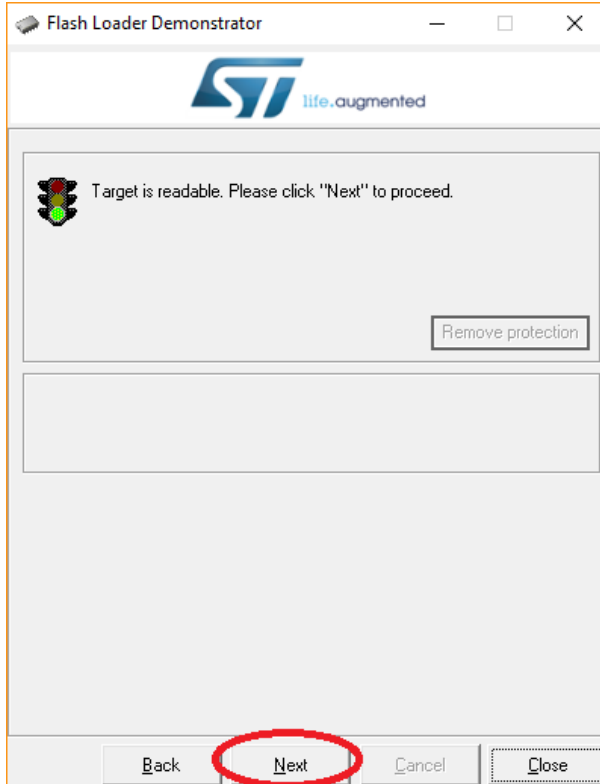 Flash Loader Demonstrator
ST life.augmented
Target is readable. Please click "Next" to proceed.
Remove protection
Back Next Cancel Close